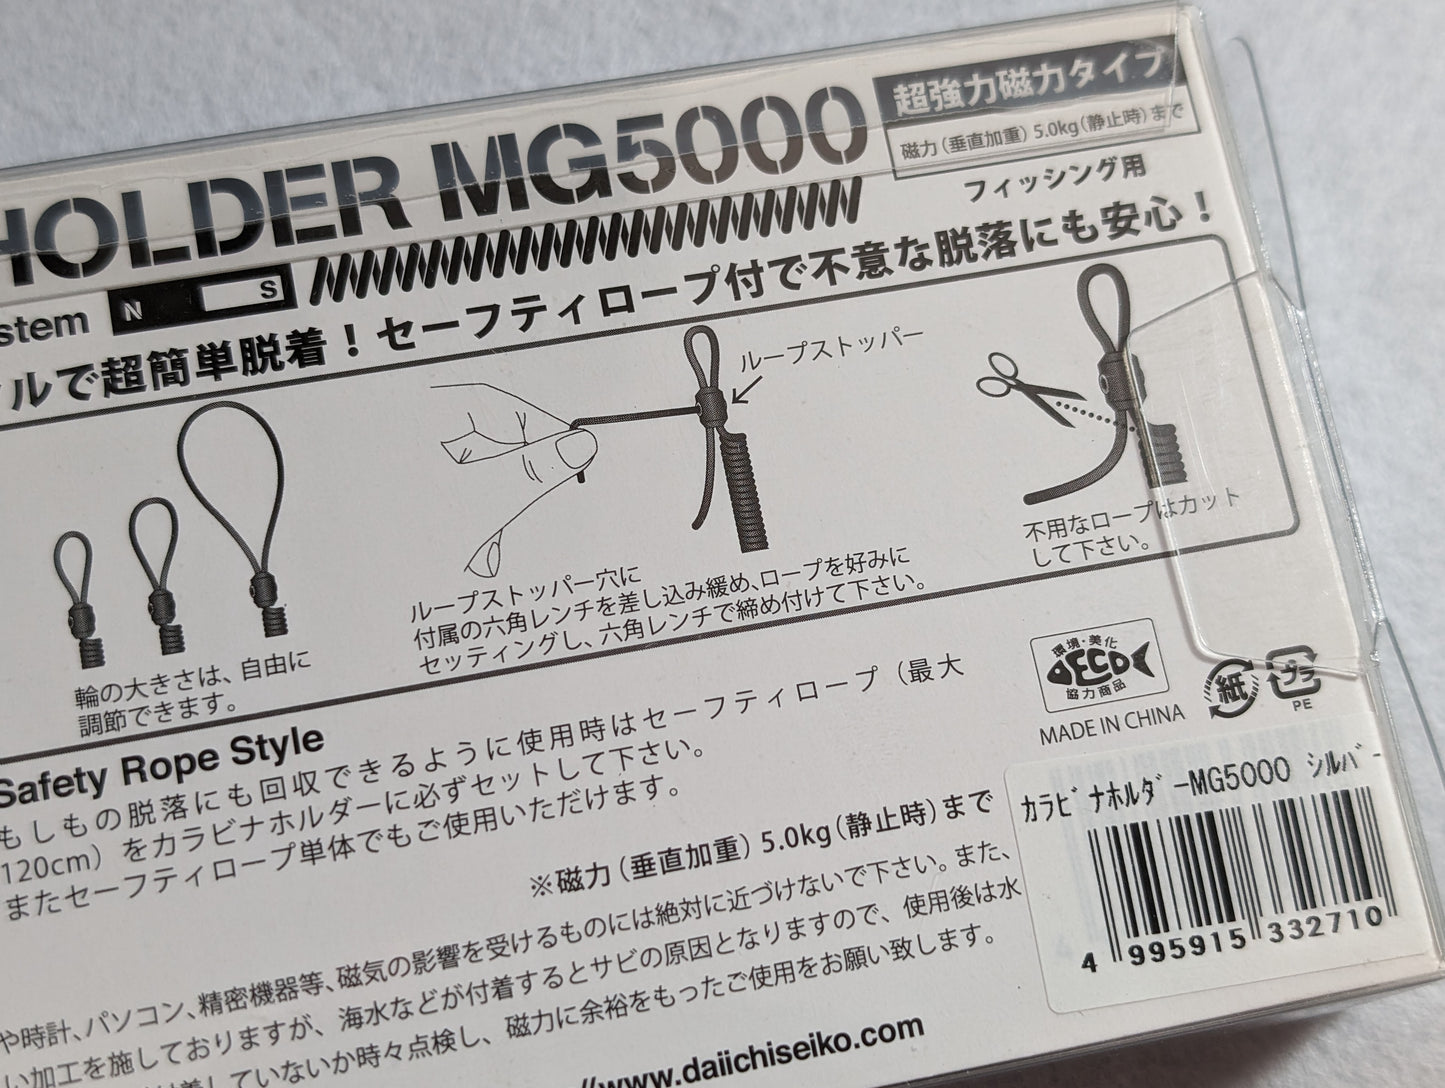 HOLDER MG5000
超強力磁力タイプ
磁力（垂直加重）5.0kg（静止時）まで
フィッシング用
N S
ルで超簡単脱着！セーフティロープ付で不意な脱落にも安心！
ループストッパー
輪の大きさは、自由に
調節できます。
ループストッパー穴に
付属の六角レンチを差し込み緩め、ロープを好みに
セッティングし、六角レンチで締め付けて下さい。
不用なロープはカット
して下さい。
Safety Rope Style
もしもの脱落にも回収できるように使用時はセーフティロープ（最大
120cm）をカラビナホルダーに必ずセットして下さい。
またセーフティロープ単体でもご使用いただけます。
環境・美化
ECO
協力商品
MADE IN CHINA
紙
プラ
PE
カラビナホルダーMG5000 シルバー
4 995915 332710
※磁力（垂直加重）5.0kg（静止時）まで
や時計、パソコン、精密機器等、磁気の影響を受けるものには絶対に近づけないで下さい。また、
い加工を施しておりますが、海水などが付着するとサビの原因となりますので、使用後は水
していないか時々点検し、磁力に余裕をもったご使用をお願い致します。
//www.daiichiseiko.com